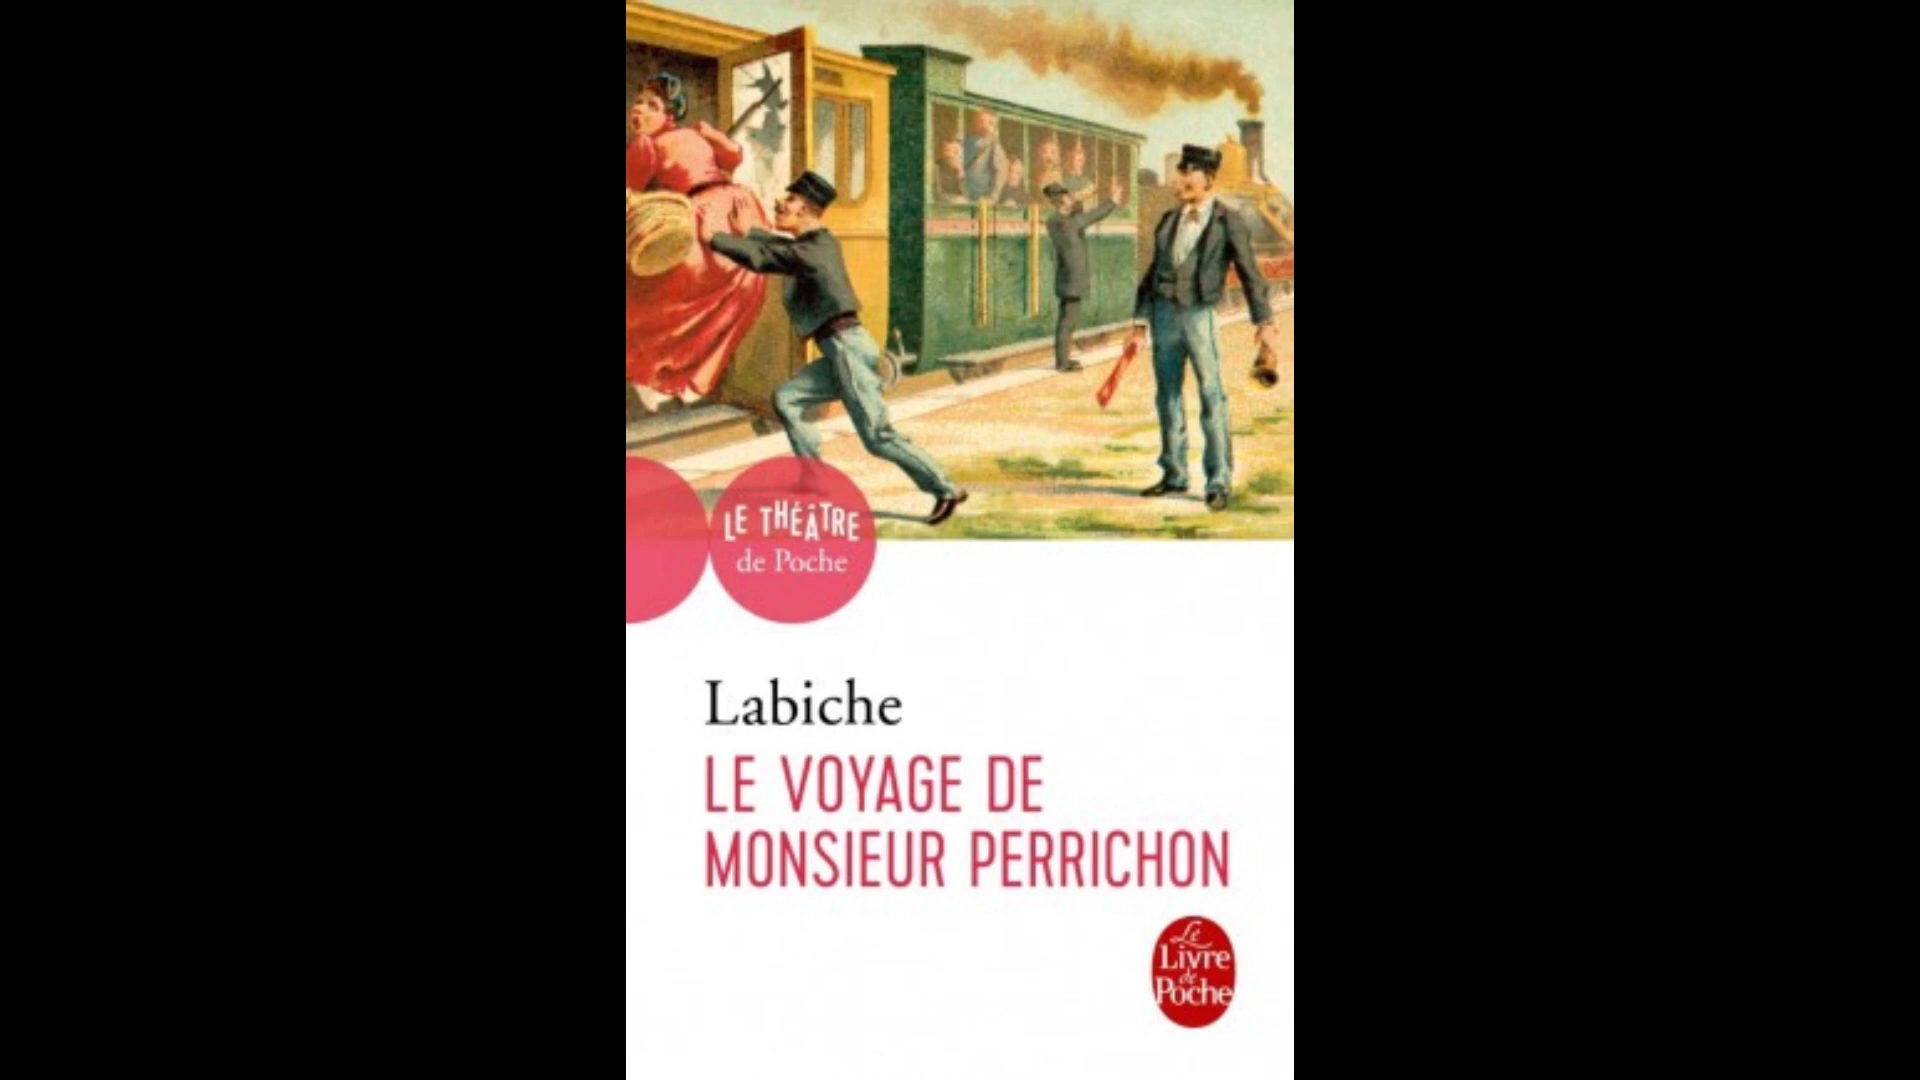 LE THÉÂTRE
de Poche
Labiche
LE VOYAGE DE
MONSIEUR PERRICHON
Le
Livre
de
Poche